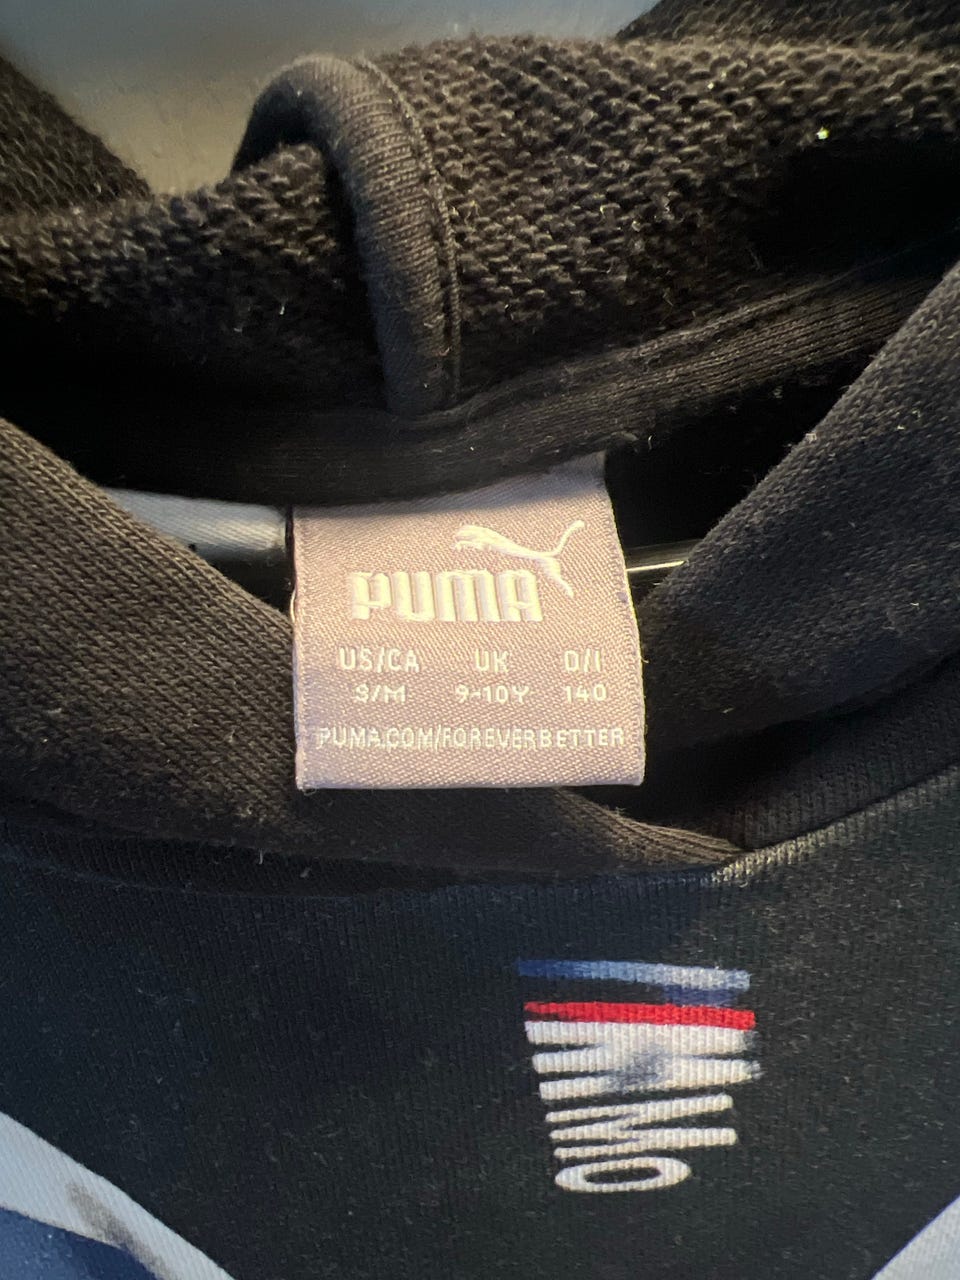 PUMA
US/CA UK D/I
S/M 9-10Y 140
PUMA.COM/FOREVERBETTER